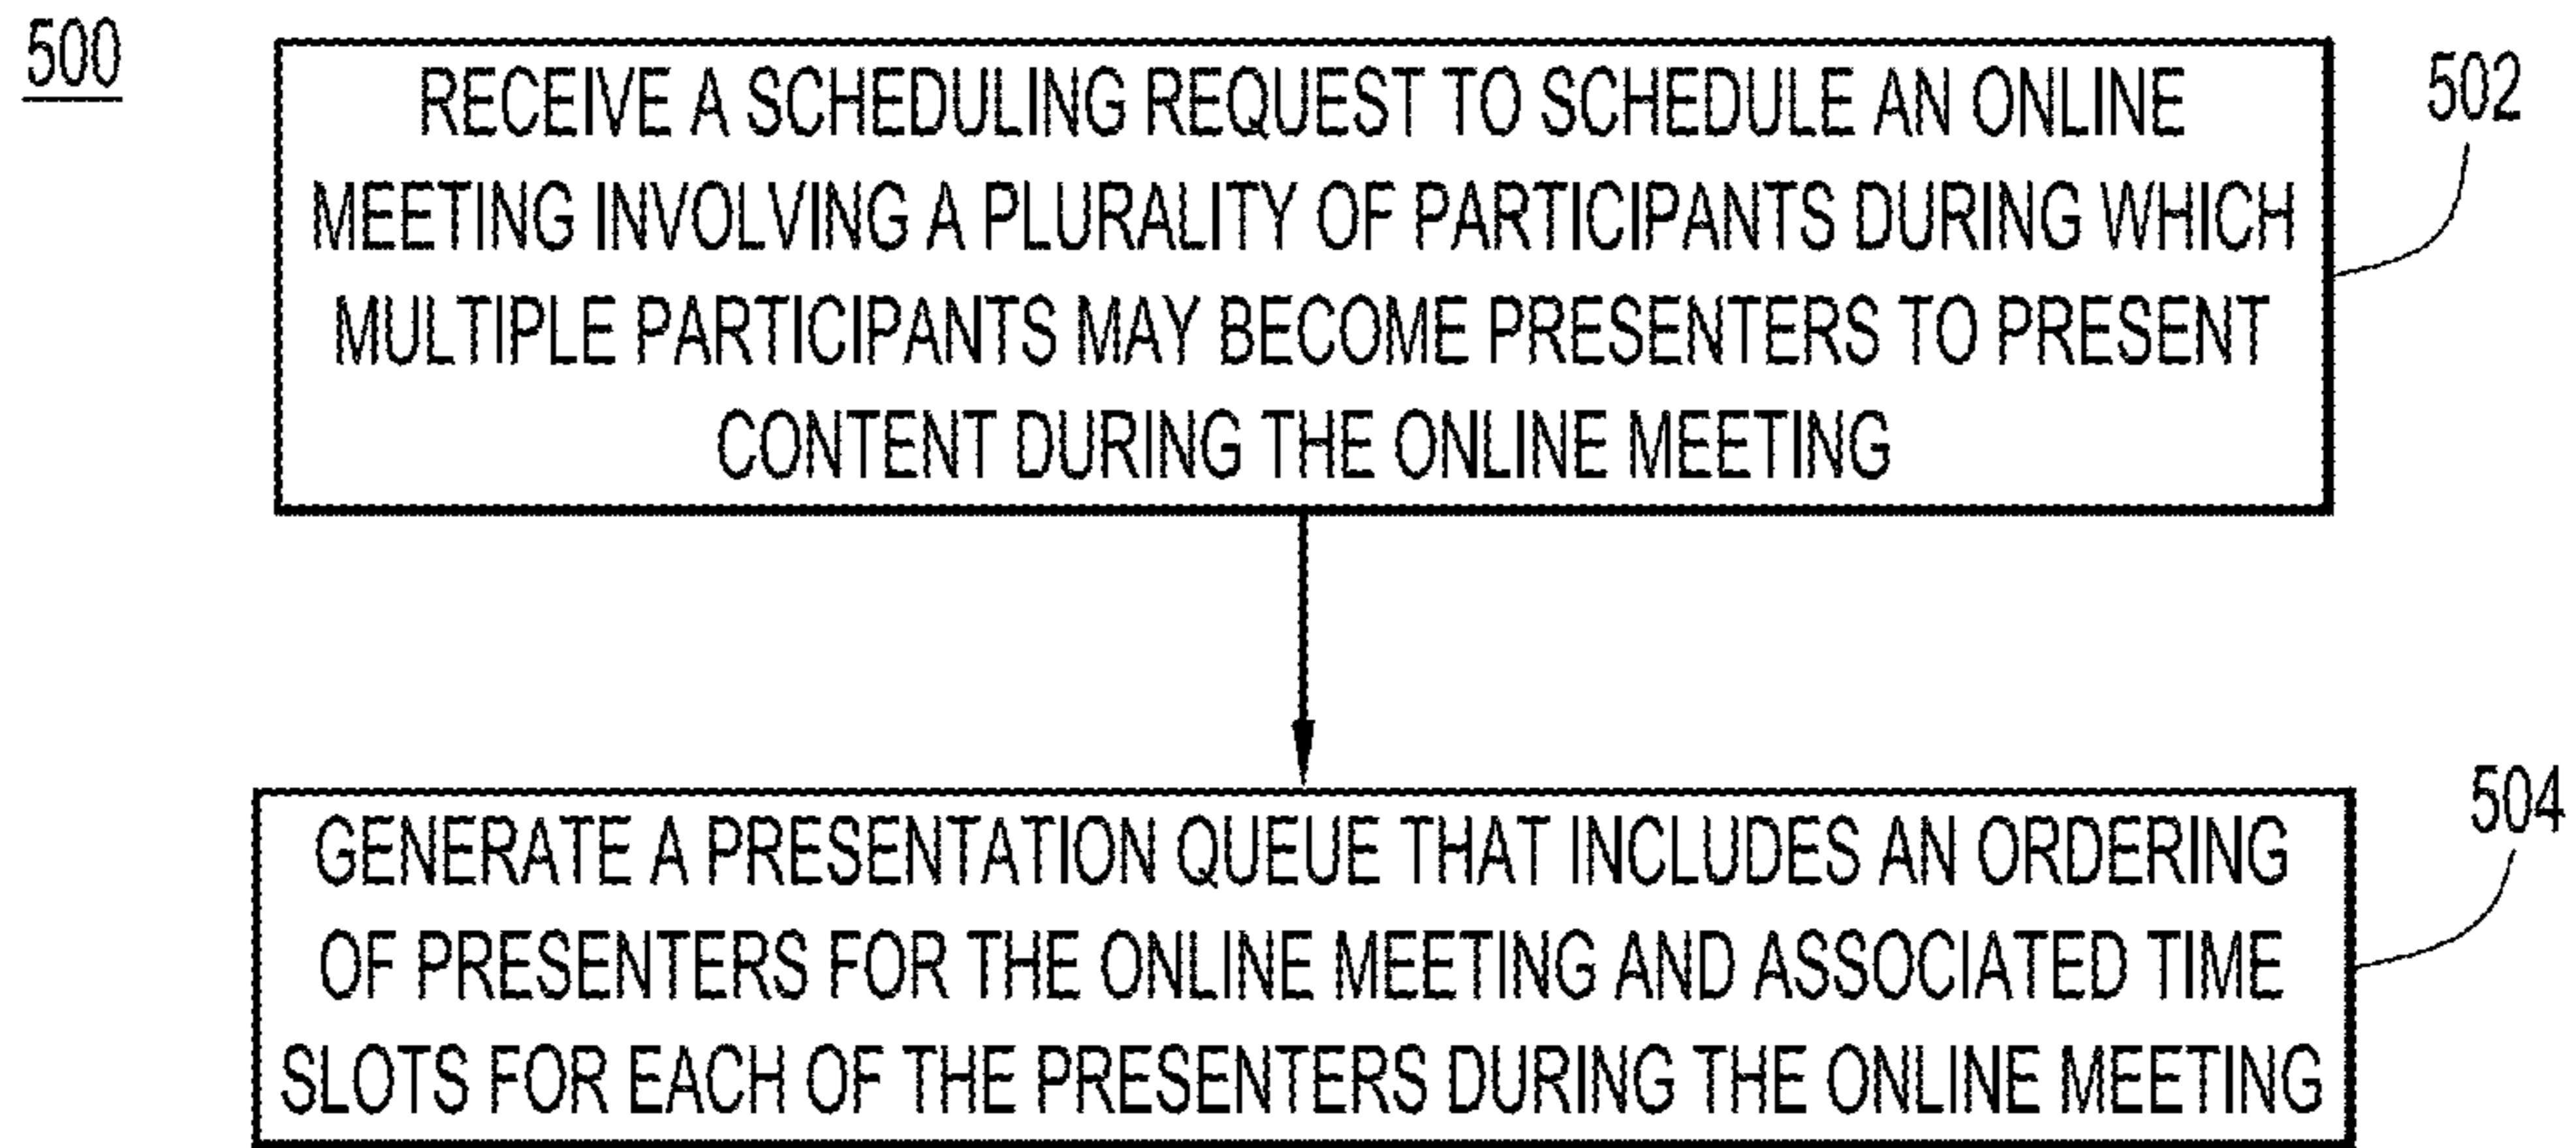 500
RECEIVE A SCHEDULING REQUEST TO SCHEDULE AN ONLINE
MEETING INVOLVING A PLURALITY OF PARTICIPANTS DURING WHICH
MULTIPLE PARTICIPANTS MAY BECOME PRESENTERS TO PRESENT
CONTENT DURING THE ONLINE MEETING
502
GENERATE A PRESENTATION QUEUE THAT INCLUDES AN ORDERING
OF PRESENTERS FOR THE ONLINE MEETING AND ASSOCIATED TIME
SLOTS FOR EACH OF THE PRESENTERS DURING THE ONLINE MEETING
504